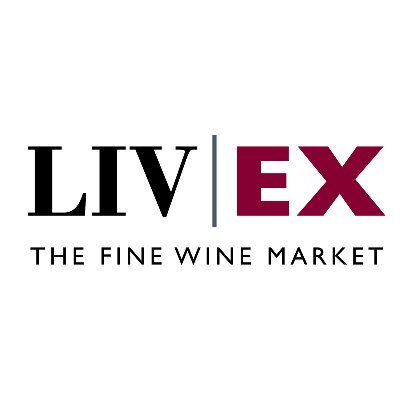 LIV|EX
THE FINE WINE MARKET